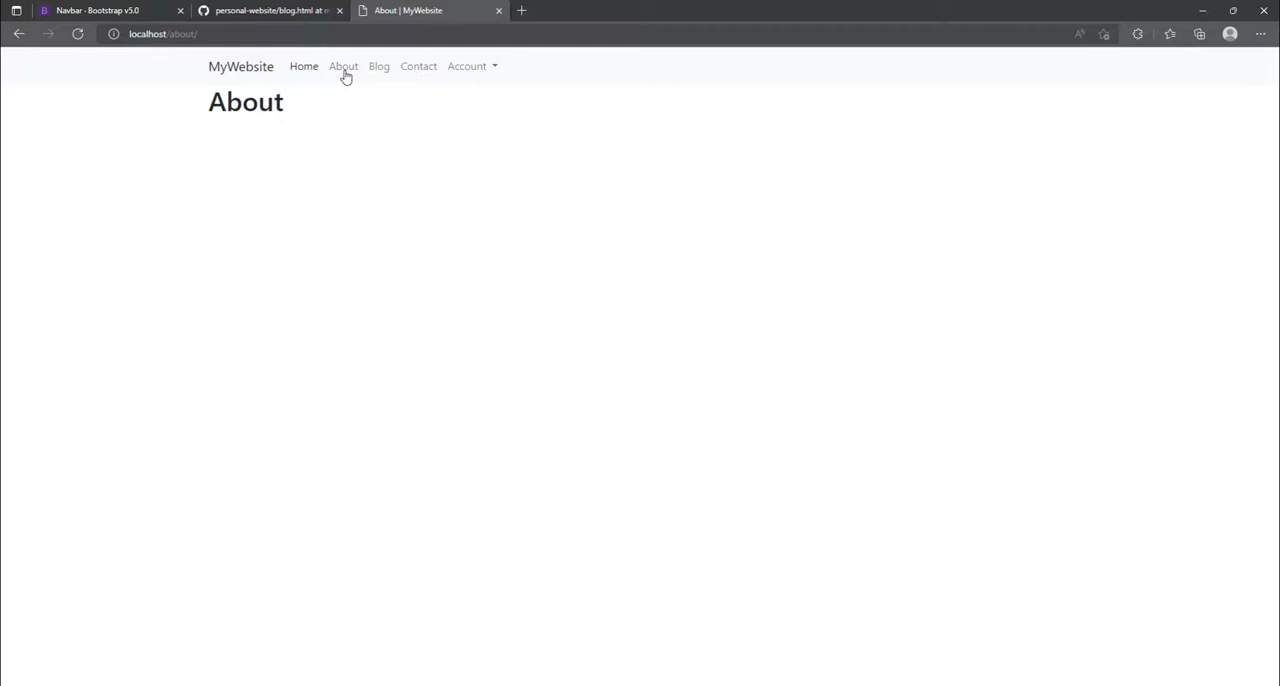 Navbar - Bootstrap v5.0
personal-website/blog.html at m
About | MyWebsite
localhost/about/
MyWebsite Home About Blog Contact Account
About